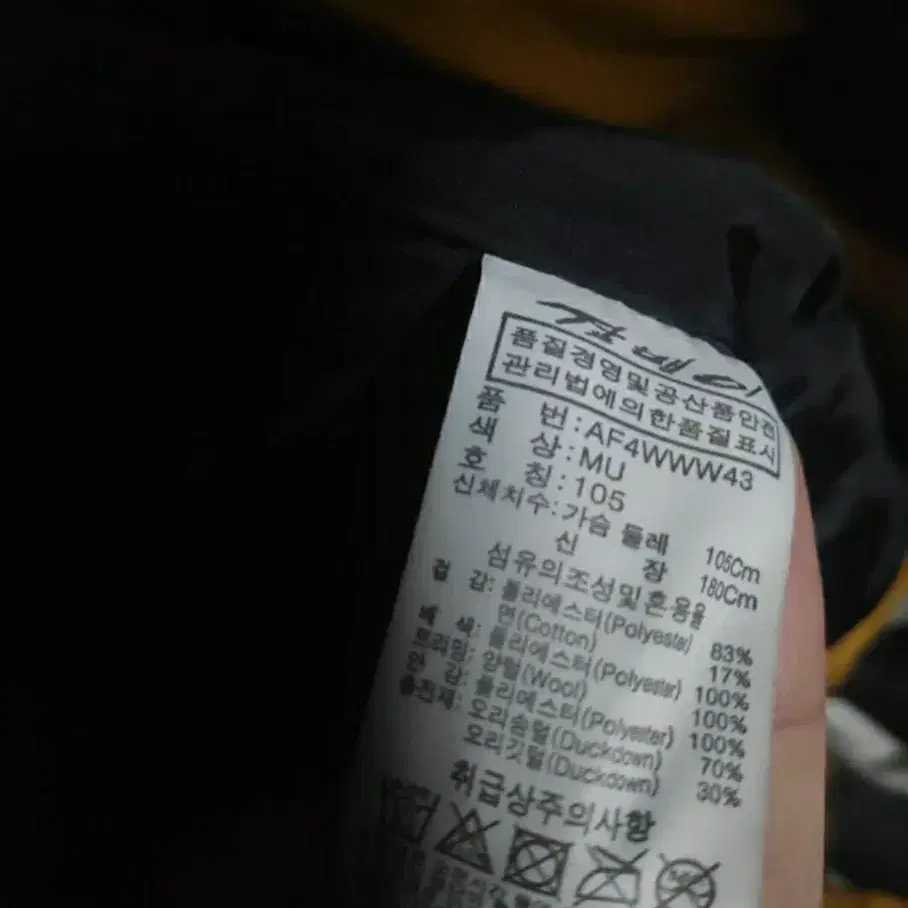 품질경영및공산품안전
관리법에의한품질표시
품 번:AF4WWW43
색 상:MU
호 칭:105
신체치수:가슴 둘레 105Cm
신 장 180Cm
섬유의조성및혼용율
겉 감:폴리에스터(Polyester) 83%
면(Cotton) 17%
배 색:폴리에스터(Polyester) 100%
트리밍:양털(Wool) 100%
안 감:폴리에스터(Polyester) 100%
충전재:오리솜털(Duckdown) 70%
오리깃털(Duckdown) 30%
취급상주의사항